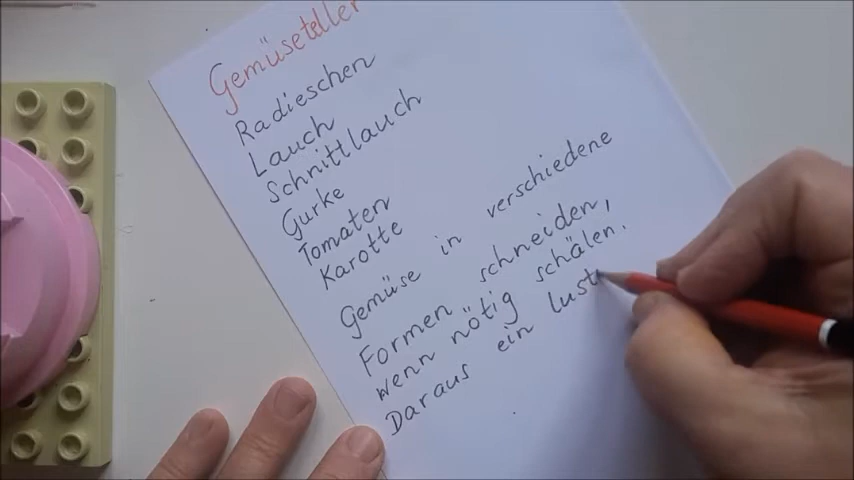 Gemüseteller
Radieschen
Lauch
Schnittlauch
Gurke
Tomaten
Karotte
Gemüse in verschiedene
Formen schneiden,
wenn nötig schälen.
Daraus ein lust